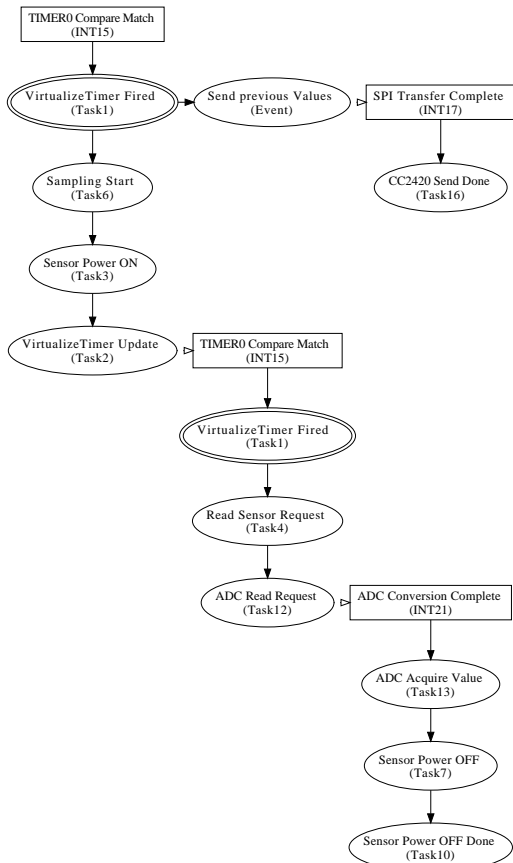 TIMER0 Compare Match
(INT15)
VirtualizeTimer Fired
(Task1)
Send previous Values
(Event)
SPI Transfer Complete
(INT17)
Sampling Start
(Task6)
CC2420 Send Done
(Task16)
Sensor Power ON
(Task3)
VirtualizeTimer Update
(Task2)
TIMER0 Compare Match
(INT15)
VirtualizeTimer Fired
(Task1)
Read Sensor Request
(Task4)
ADC Read Request
(Task12)
ADC Conversion Complete
(INT21)
ADC Acquire Value
(Task13)
Sensor Power OFF
(Task7)
Sensor Power OFF Done
(Task10)